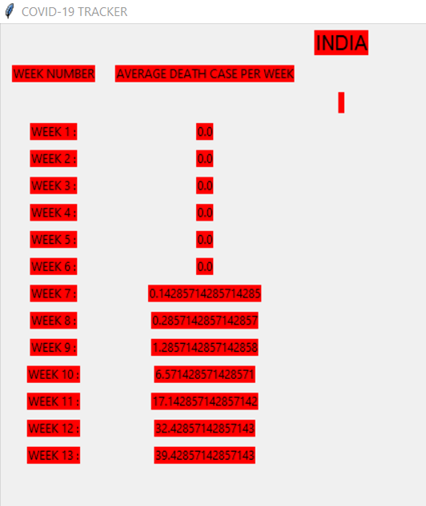 COVID-19 TRACKER
INDIA
WEEK NUMBER AVERAGE DEATH CASE PER WEEK
WEEK 1 : 0.0
WEEK 2 : 0.0
WEEK 3 : 0.0
WEEK 4 : 0.0
WEEK 5 : 0.0
WEEK 6 : 0.0
WEEK 7 : 0.14285714285714285
WEEK 8 : 0.2857142857142857
WEEK 9 : 1.2857142857142858
WEEK 10 : 6.571428571428571
WEEK 11 : 17.142857142857142
WEEK 12 : 32.42857142857143
WEEK 13 : 39.42857142857143